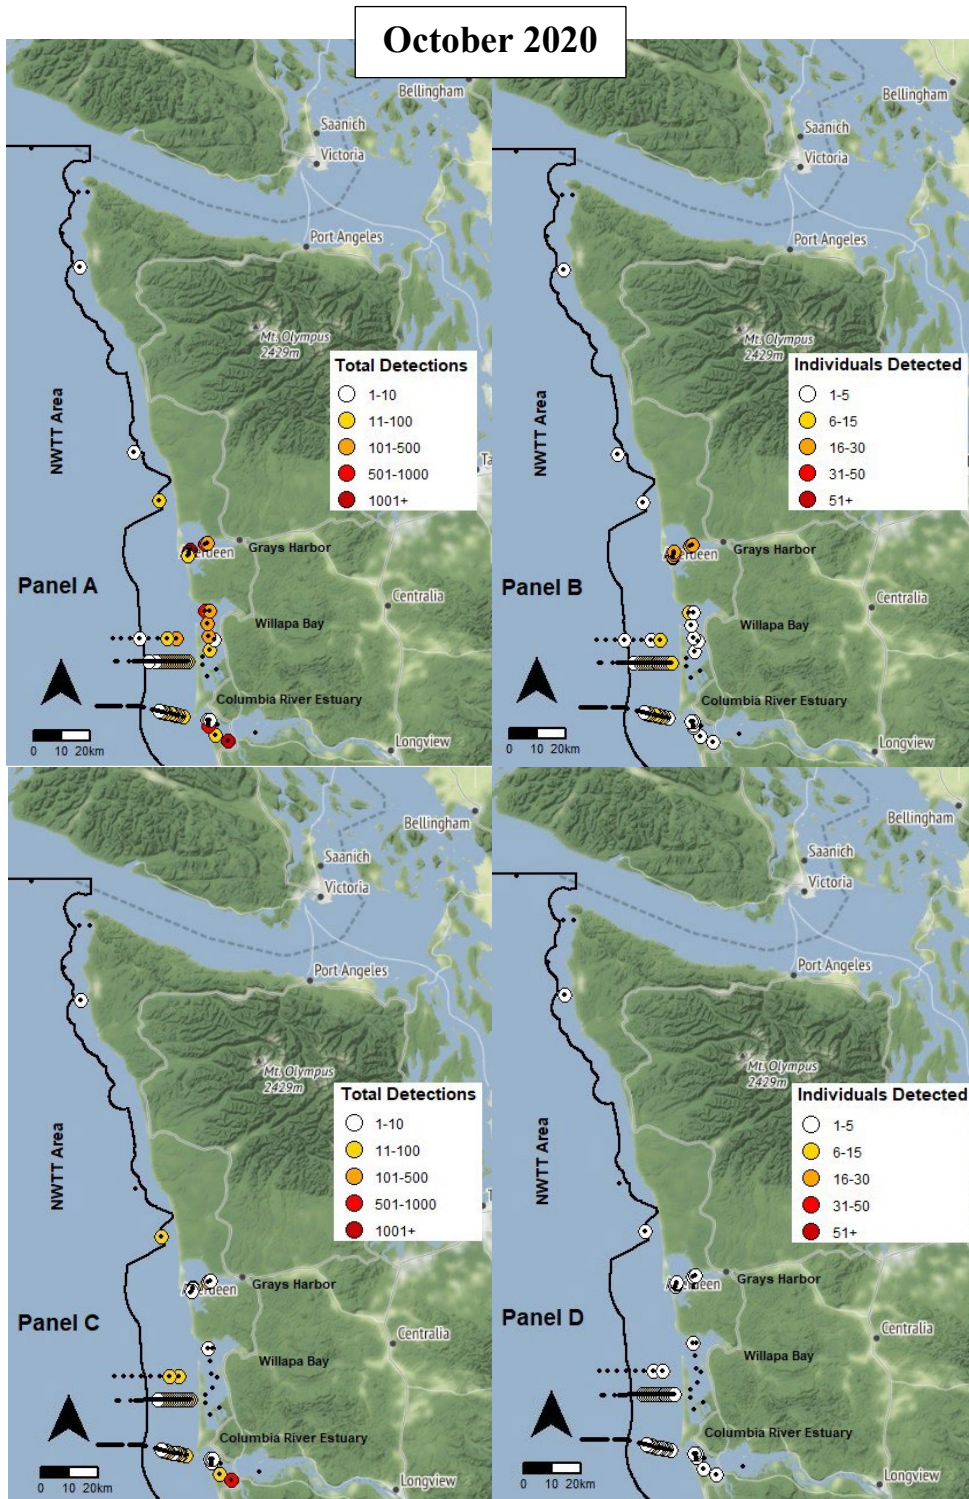 October 2020
Bellingham
Saanich
Victoria
Port Angeles
Mt. Olympus
2429m
NWTT Area
Total Detections
1-10
11-100
101-500
501-1000
1001+
Grays Harbor
Panel A
Centralia
Willapa Bay
Columbia River Estuary
0 10 20km
Longview
Bellingham
Saanich
Victoria
Port Angeles
Mt. Olympus
2429m
NWTT Area
Individuals Detected
1-5
6-15
16-30
31-50
51+
Grays Harbor
Panel B
Centralia
Willapa Bay
Columbia River Estuary
0 10 20km
Longview
Bellingham
Saanich
Victoria
Port Angeles
Mt. Olympus
2429m
NWTT Area
Total Detections
1-10
11-100
101-500
501-1000
1001+
Aberdeen
Grays Harbor
Panel C
Centralia
Willapa Bay
Columbia River Estuary
0 10 20km
Longview
Bellingham
Saanich
Victoria
Port Angeles
Mt. Olympus
2429m
NWTT Area
Individuals Detected
1-5
6-15
16-30
31-50
51+
Aberdeen
Grays Harbor
Panel D
Centralia
Willapa Bay
Columbia River Estuary
0 10 20km
Longview